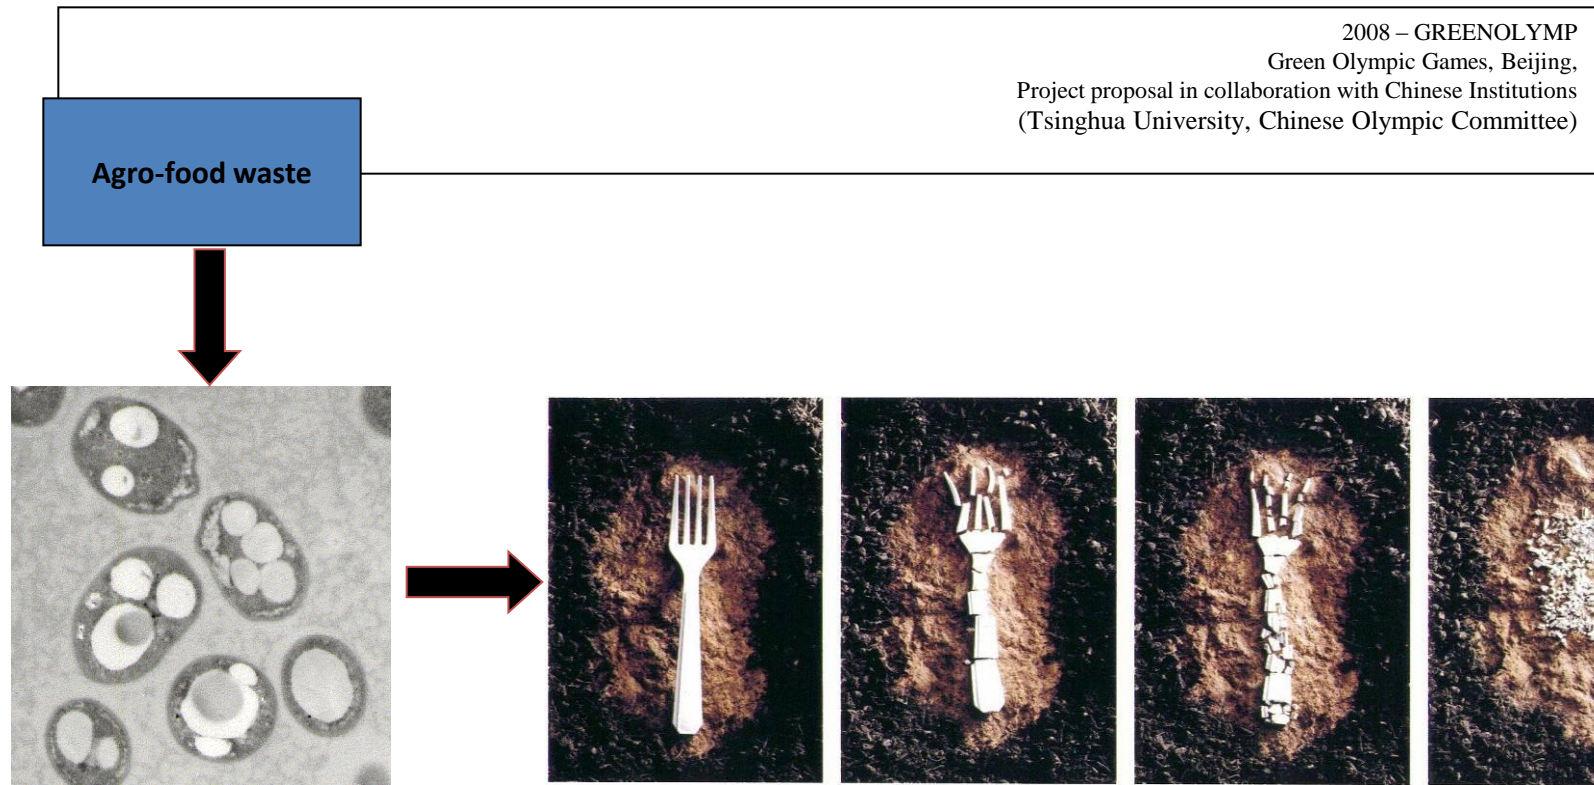 2008 – GREENOLYMP
Green Olympic Games, Beijing,
Project proposal in collaboration with Chinese Institutions
(Tsinghua University, Chinese Olympic Committee)
Agro-food waste